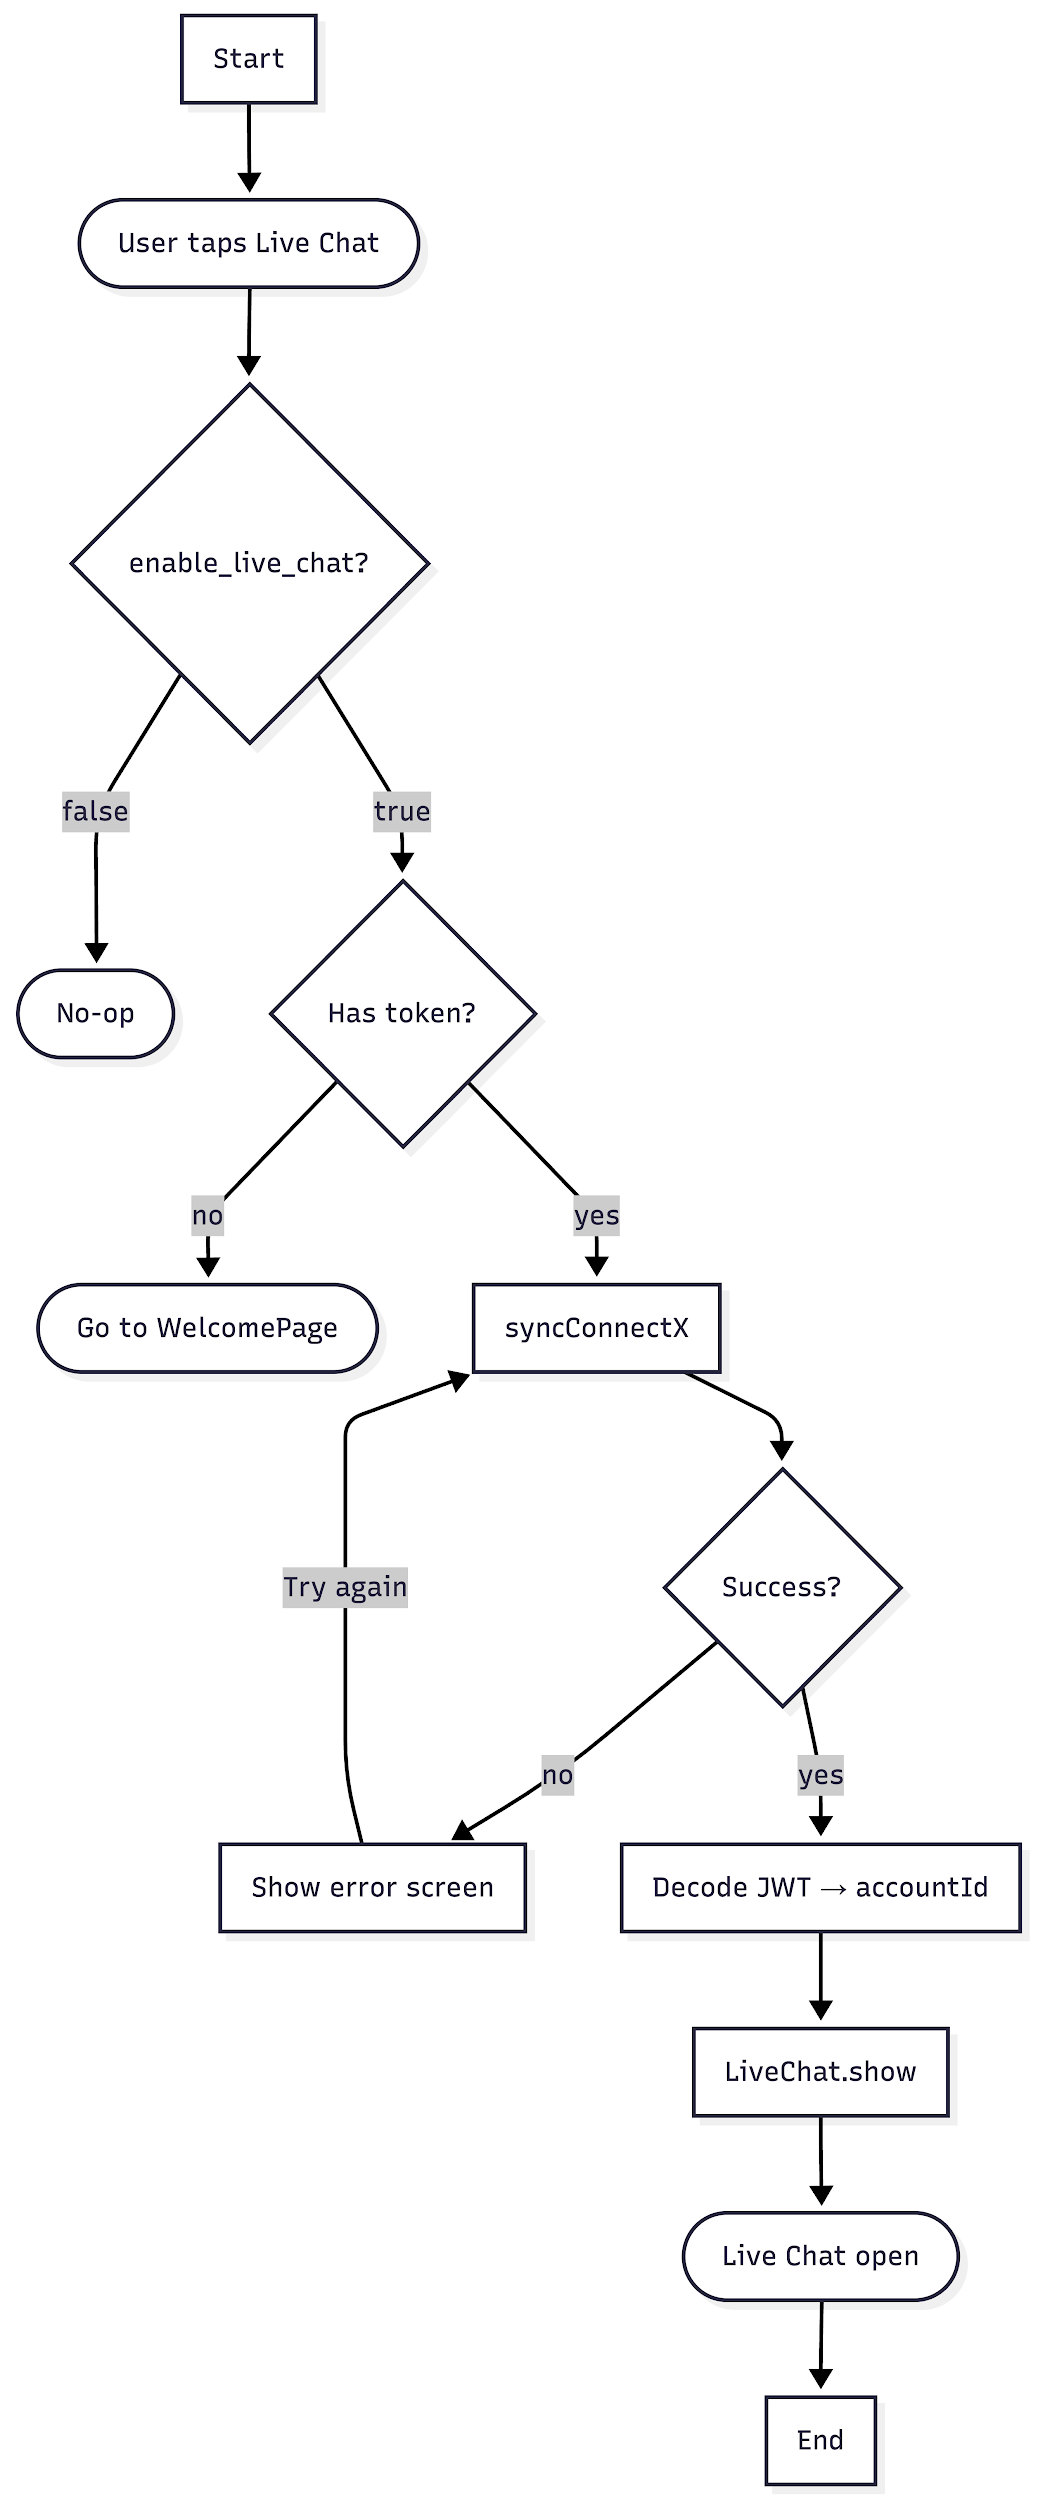 Start
User taps Live Chat
enable_live_chat?
false
true
No-op
Has token?
no
yes
Go to WelcomePage
syncConnectX
Try again
Success?
no
yes
Show error screen
Decode JWT → accountId
LiveChat.show
Live Chat open
End